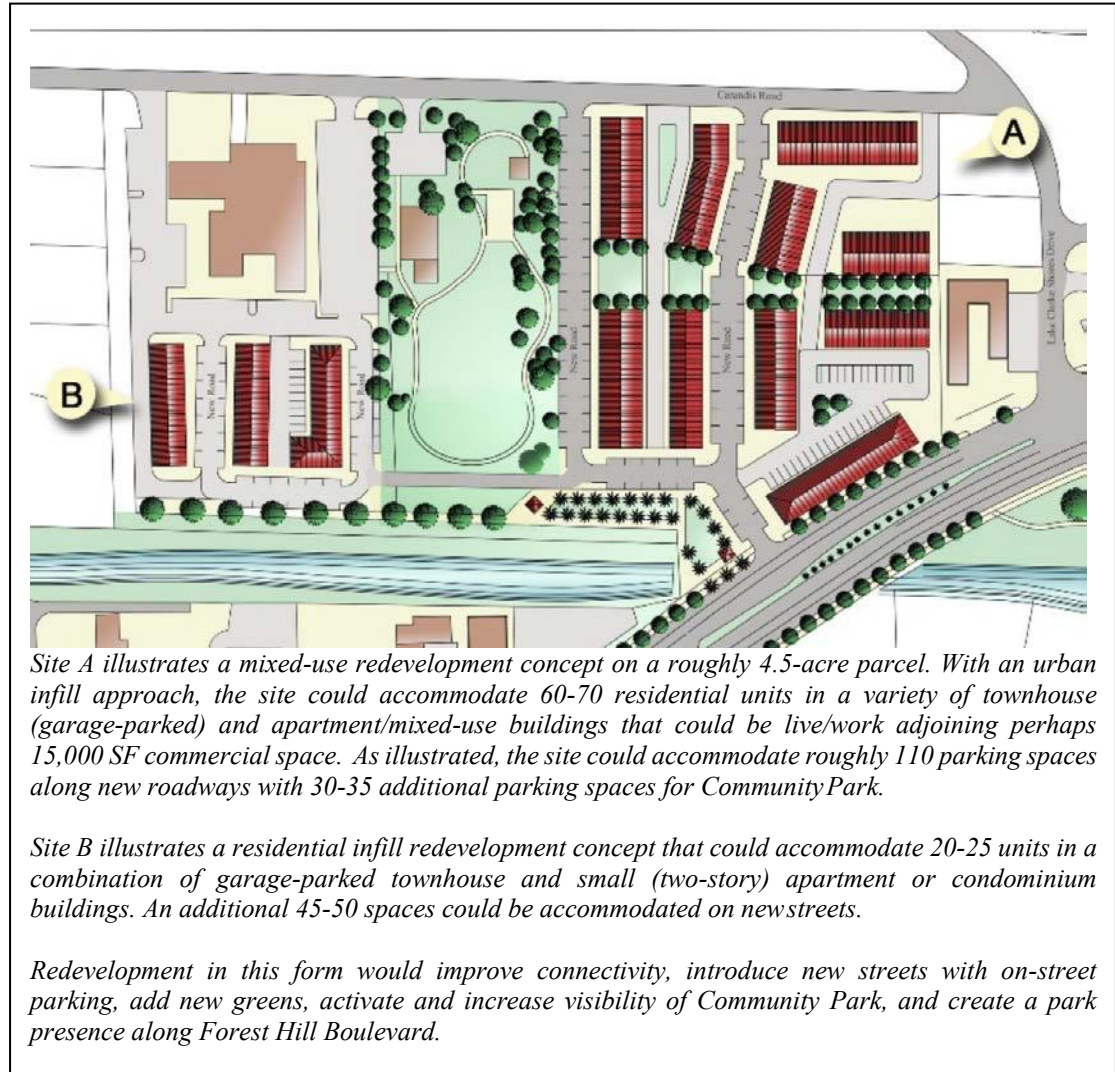 Carandis Road
A
Lake Clarke Shores Drive
B
New Road
New Road
New Road
New Road
Site A illustrates a mixed-use redevelopment concept on a roughly 4.5-acre parcel. With an urban
infill approach, the site could accommodate 60-70 residential units in a variety of townhouse
(garage-parked) and apartment/mixed-use buildings that could be live/work adjoining perhaps
15,000 SF commercial space. As illustrated, the site could accommodate roughly 110 parking spaces
along new roadways with 30-35 additional parking spaces for Community Park.
Site B illustrates a residential infill redevelopment concept that could accommodate 20-25 units in a
combination of garage-parked townhouse and small (two-story) apartment or condominium
buildings. An additional 45-50 spaces could be accommodated on newstreets.
Redevelopment in this form would improve connectivity, introduce new streets with on-street
parking, add new greens, activate and increase visibility of Community Park, and create a park
presence along Forest Hill Boulevard.